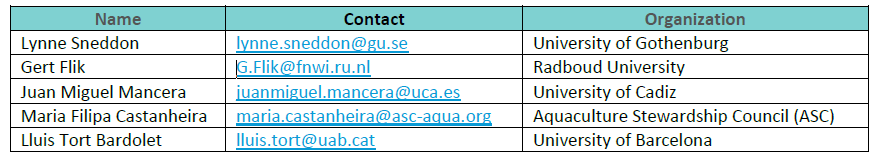 Name Contact Organization
Lynne Sneddon lynne.sneddon@gu.se University of Gothenburg
Gert Flik G.Flik@fnwi.ru.nl Radboud University
Juan Miguel Mancera juanmiguel.mancera@uca.es University of Cadiz
Maria Filipa Castanheira maria.castanheira@asc-aqua.org Aquaculture Stewardship Council (ASC)
Lluis Tort Bardolet lluis.tort@uab.cat University of Barcelona